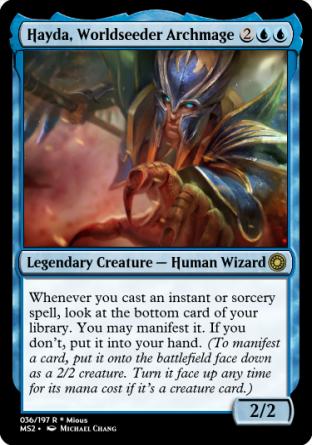 Hayda, Worldseeder Archmage 2
Legendary Creature — Human Wizard
Whenever you cast an instant or sorcery
spell, look at the bottom card of your
library. You may manifest it. If you
don't, put it into your hand. (To manifest
a card, put it onto the battlefield face down
as a 2/2 creature. Turn it face up any time
for its mana cost if it's a creature card.)
2/2
036/197 R * Mious
MS2 • Michael Chang